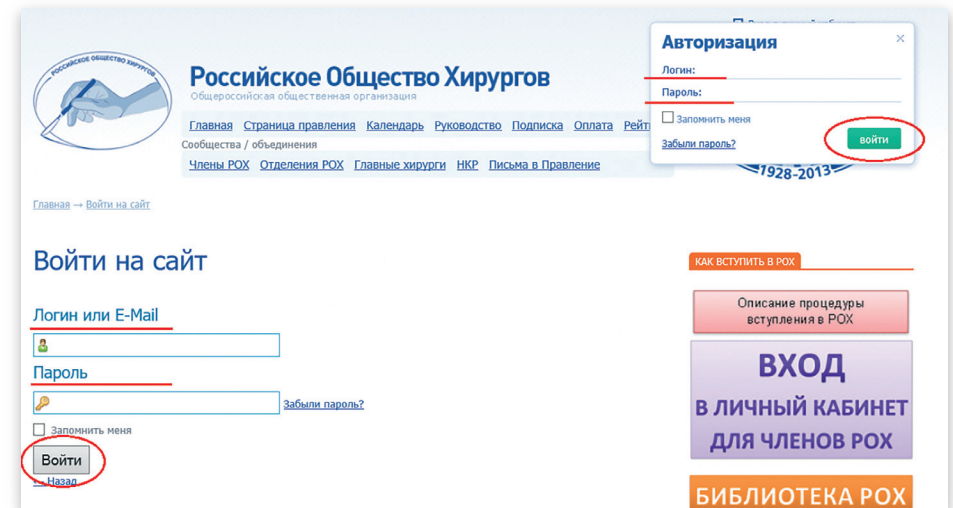 РОССИЙСКОЕ ОБЩЕСТВО ХИРУРГОВ
Российское Общество Хирургов
Общероссийская общественная организация
Главная Страница правления Календарь Руководство Подписка Оплата
Сообщества / объединения
Члены РОХ Отделения РОХ Главные хирурги НКР Письма в Правление
Авторизация ×
Логин:
Пароль:
Запомнить меня
Забыли пароль? войти
1928-2013
Главная → Войти на сайт
Войти на сайт
Логин или E-Mail
Пароль
Забыли пароль?
Запомнить меня
Войти
Назад
КАК ВСТУПИТЬ В РОХ
Описание процедуры
вступления в РОХ
ВХОД
В ЛИЧНЫЙ КАБИНЕТ
ДЛЯ ЧЛЕНОВ РОХ
БИБЛИОТЕКА РОХ